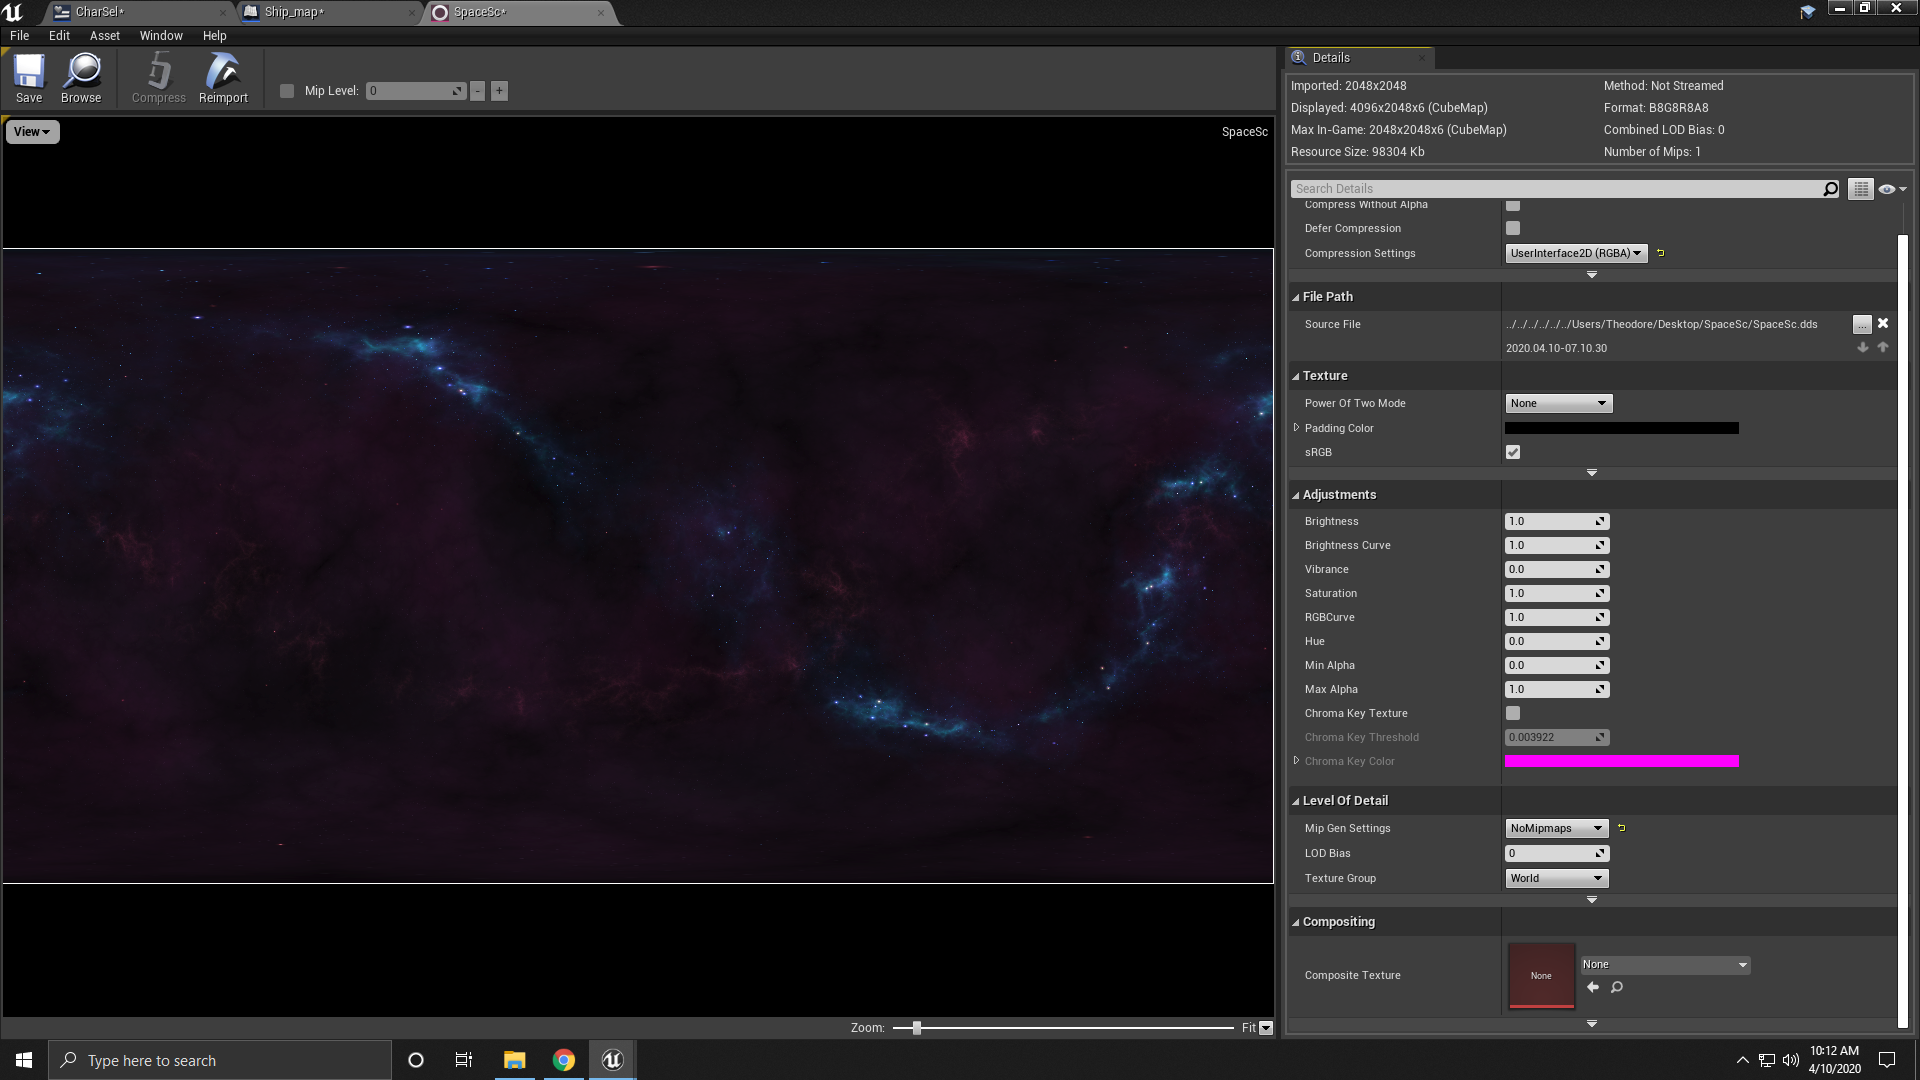 CharSel*
Ship_map*
SpaceSc*
File Edit Asset Window Help
Save Browse Compress Reimport
Mip Level: 0 - +
View
SpaceSc
Details
Imported: 2048x2048
Method: Not Streamed
Displayed: 4096x2048x6 (CubeMap)
Format: B8G8R8A8
Max In-Game: 2048x2048x6 (CubeMap)
Combined LOD Bias: 0
Resource Size: 98304 Kb
Number of Mips: 1
Search Details
Compress Without Alpha
Defer Compression
Compression Settings UserInterface2D (RGBA)
File Path
Source File ../../../../../../Users/Theodore/Desktop/SpaceSc/SpaceSc.dds ...
2020.04.10-07.10.30
Texture
Power Of Two Mode None
Padding Color
sRGB
Adjustments
Brightness 1.0
Brightness Curve 1.0
Vibrance 0.0
Saturation 1.0
RGBCurve 1.0
Hue 0.0
Min Alpha 0.0
Max Alpha 1.0
Chroma Key Texture
Chroma Key Threshold 0.003922
Chroma Key Color
Level Of Detail
Mip Gen Settings NoMipmaps
LOD Bias 0
Texture Group World
Compositing
Composite Texture None None
Zoom: Fit
Type here to search
10:12 AM
4/10/2020